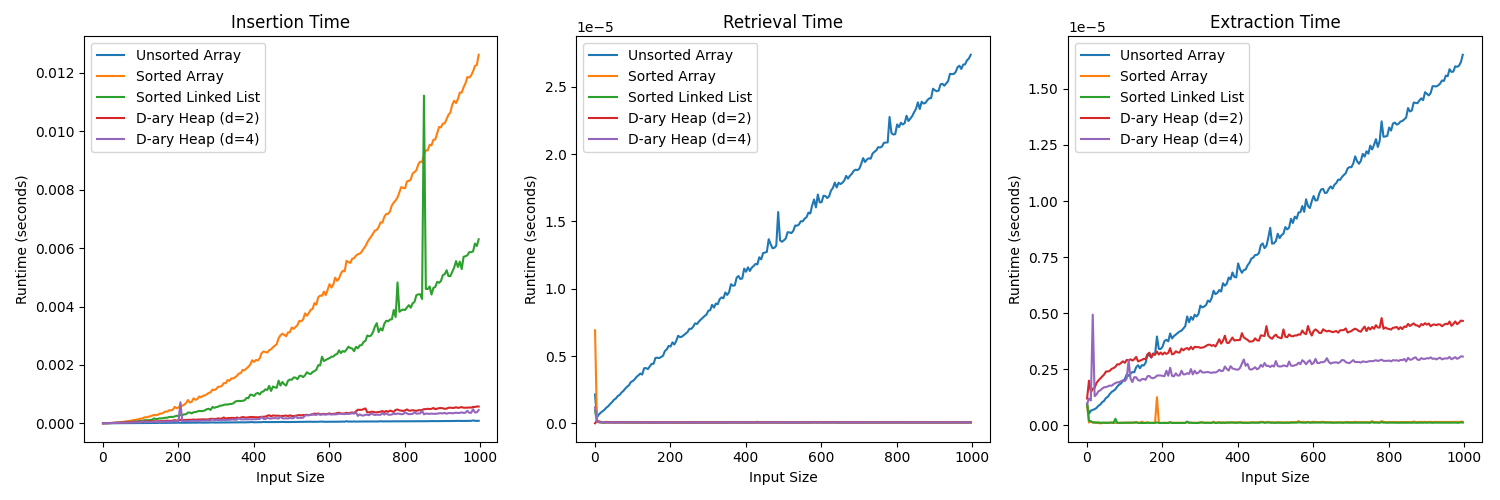 Insertion Time
Unsorted Array
Sorted Array
Sorted Linked List
D-ary Heap (d=2)
D-ary Heap (d=4)
0.012
0.010
0.008
0.006
0.004
0.002
0.000
Runtime (seconds)
0 200 400 600 800 1000
Input Size
Retrieval Time
1e−5
Unsorted Array
Sorted Array
Sorted Linked List
D-ary Heap (d=2)
D-ary Heap (d=4)
2.5
2.0
1.5
1.0
0.5
0.0
Runtime (seconds)
0 200 400 600 800 1000
Input Size
Extraction Time
1e−5
Unsorted Array
Sorted Array
Sorted Linked List
D-ary Heap (d=2)
D-ary Heap (d=4)
1.50
1.25
1.00
0.75
0.50
0.25
0.00
Runtime (seconds)
0 200 400 600 800 1000
Input Size